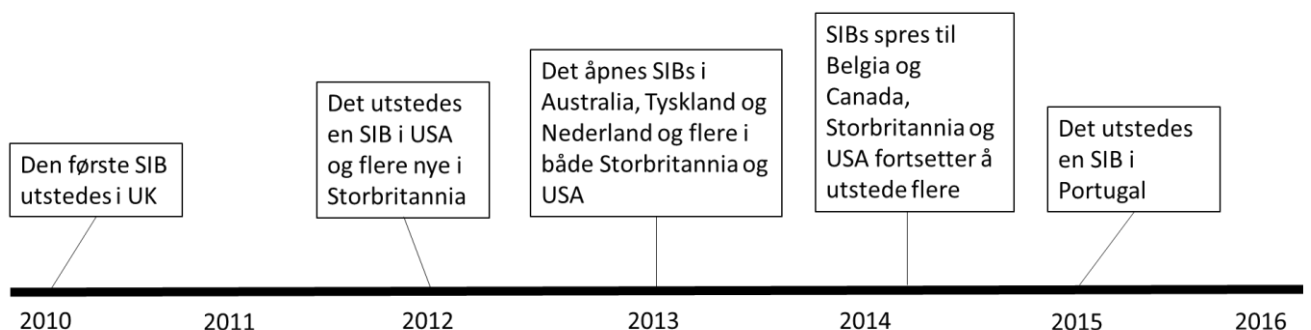 Den første SIB
utstedes i UK
Det utstedes
en SIB i USA
og flere nye i
Storbritannia
Det åpnes SIBs i
Australia, Tyskland og
Nederland og flere i
både Storbritannia og
USA
SIBs spres til
Belgia og
Canada,
Storbritannia og
USA fortsetter å
utstede flere
Det utstedes
en SIB i
Portugal
2010 2011 2012 2013 2014 2015 2016